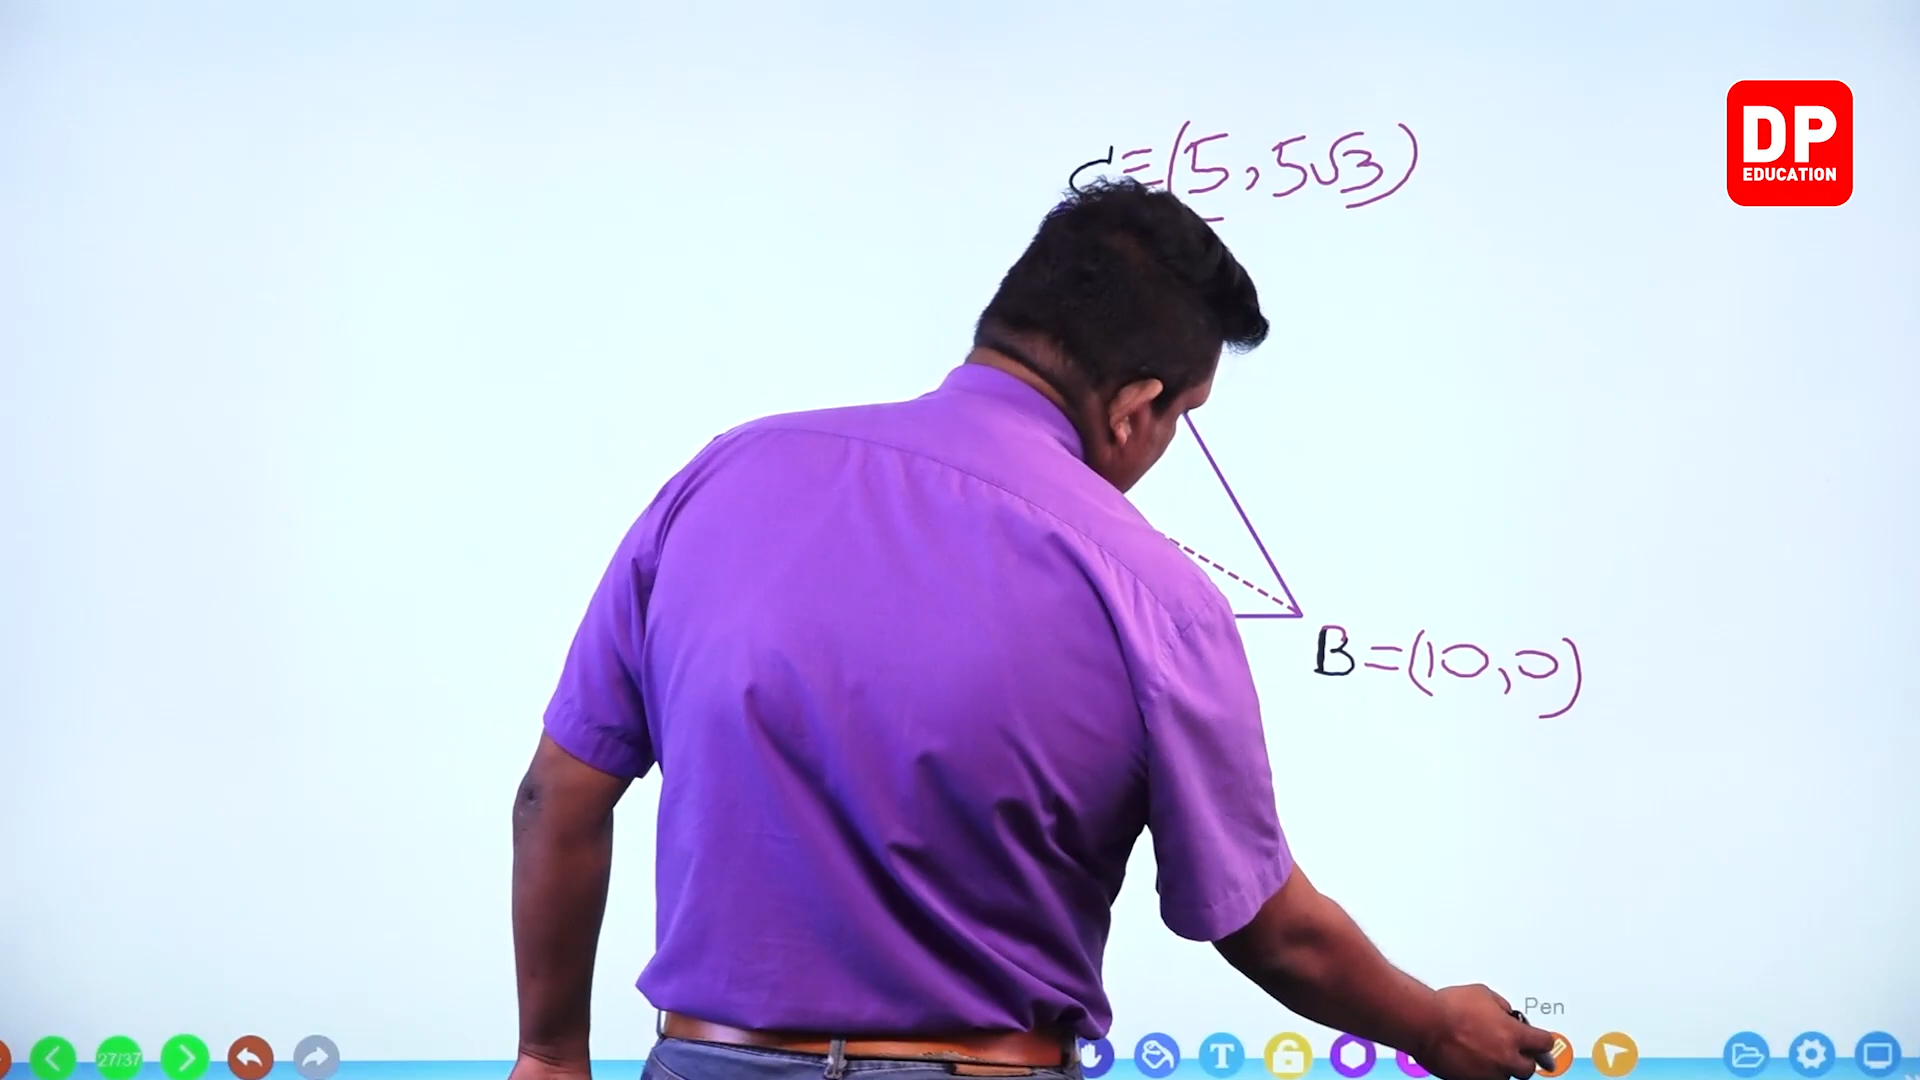 DP
EDUCATION
C=(5,5√3)
B=(10,0)
Pen
27/37
T